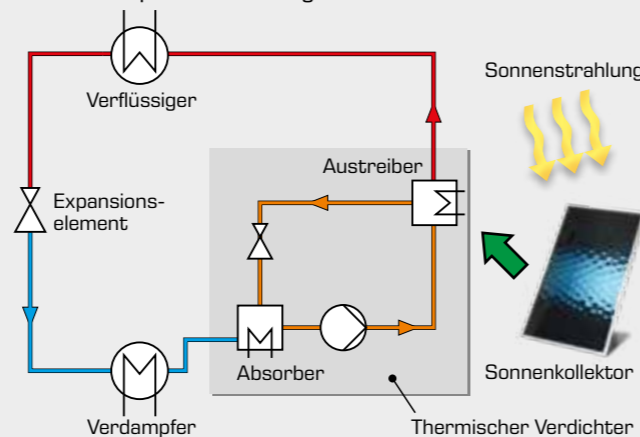 Verflüssiger
Sonnenstrahlung
Austreiber
Expansions-
element
Absorber
Sonnenkollektor
Verdampfer
Thermischer Verdichter